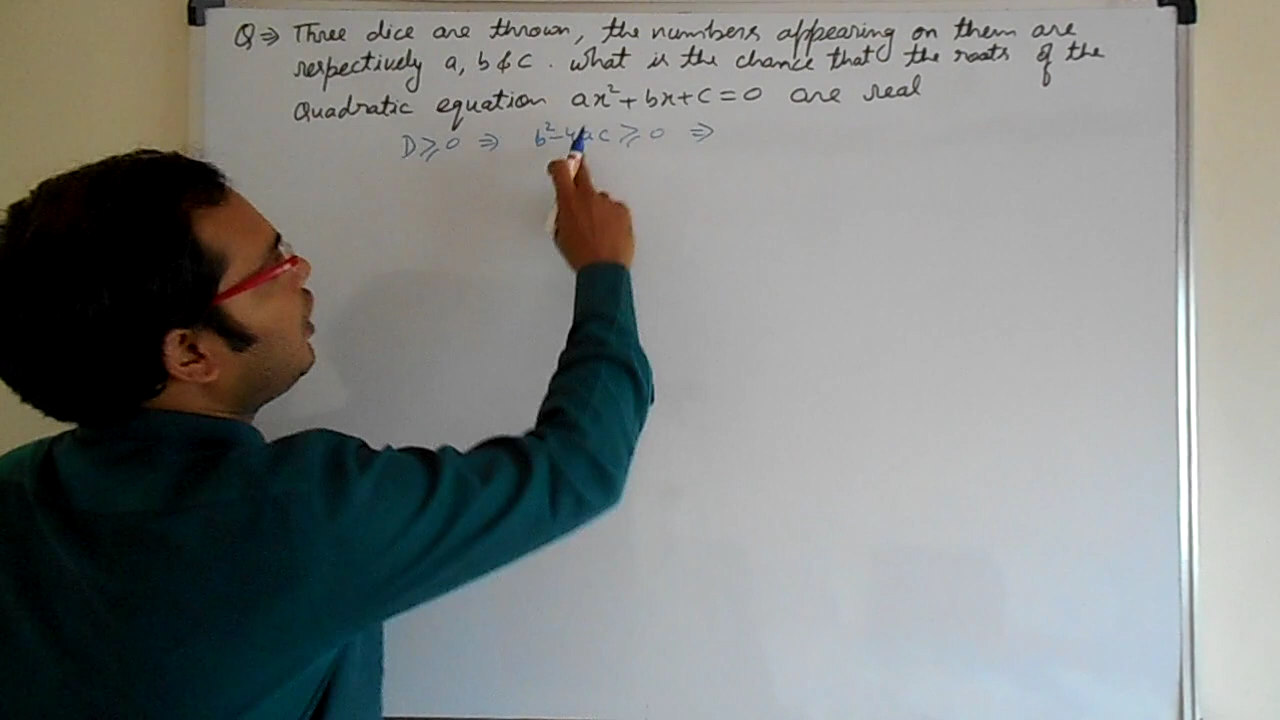 Q⇒ Three dice are thrown, the numbers appearing on them are
respectively a, b & c. What is the chance that the roots of the
Quadratic equation ax²+bx+c=0 are real
D≥0 ⇒ b²-4ac≥0 ⇒